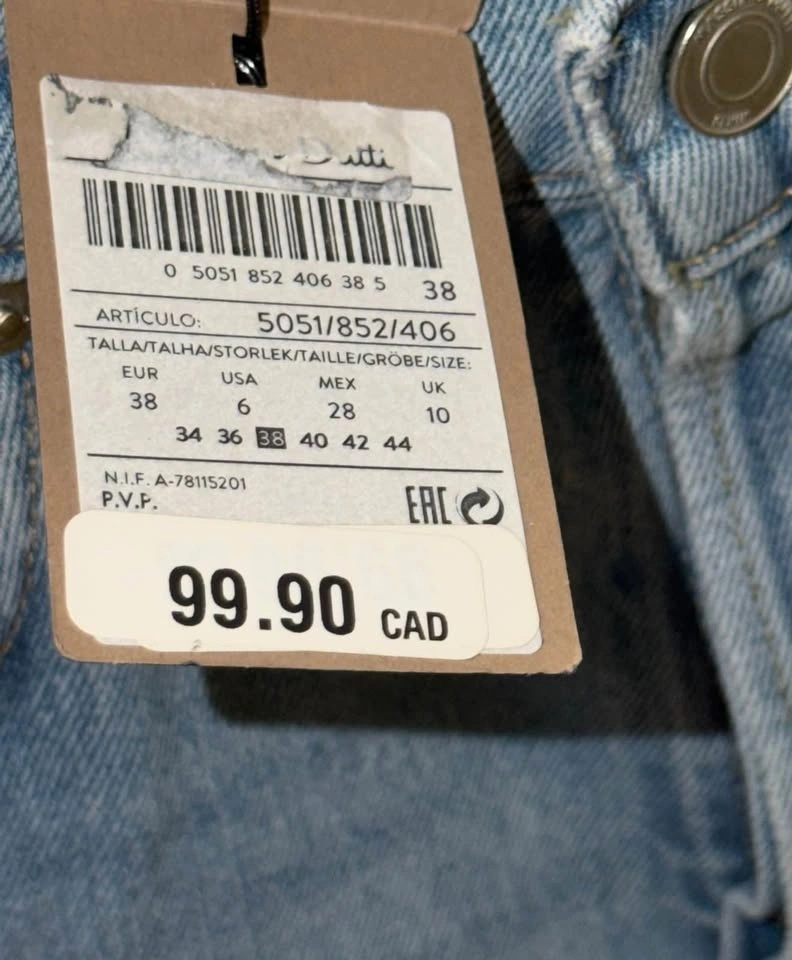 Dutti
0 5051 852 406 38 5 38
ARTÍCULO: 5051/852/406
TALLA/TALHA/STORLEK/TAILLE/GRÖBE/SIZE:
EUR USA MEX UK
38 6 28 10
34 36 38 40 42 44
N.I.F. A-78115201
P.V.P. EAC
99.90 CAD